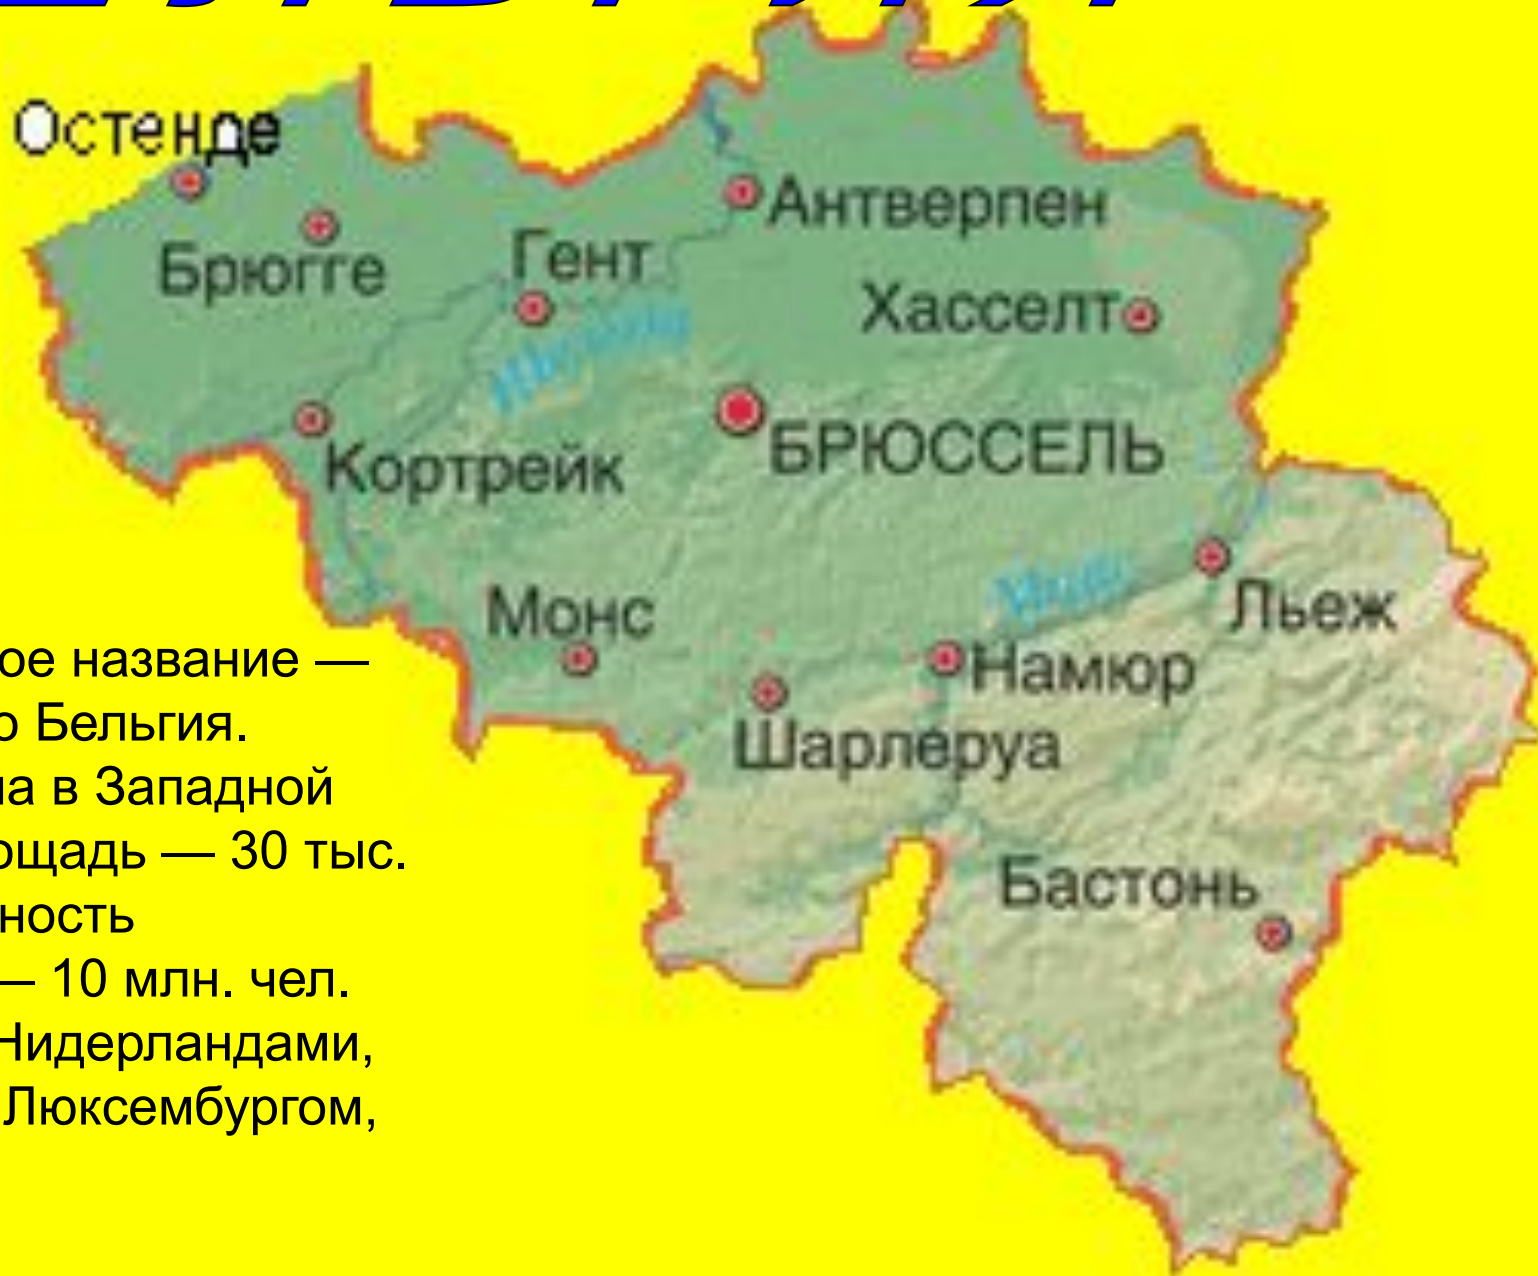 Остенде
Брюгге
Гент
Антверпен
Хасселт
Кортрейк
БРЮССЕЛЬ
Монс
Льеж
Намюр
Шарлеруа
Бастонь
ое название —
о Бельгия.
а в Западной
ощадь — 30 тыс.
ность
— 10 млн. чел.
Нидерландами,
Люксембургом,